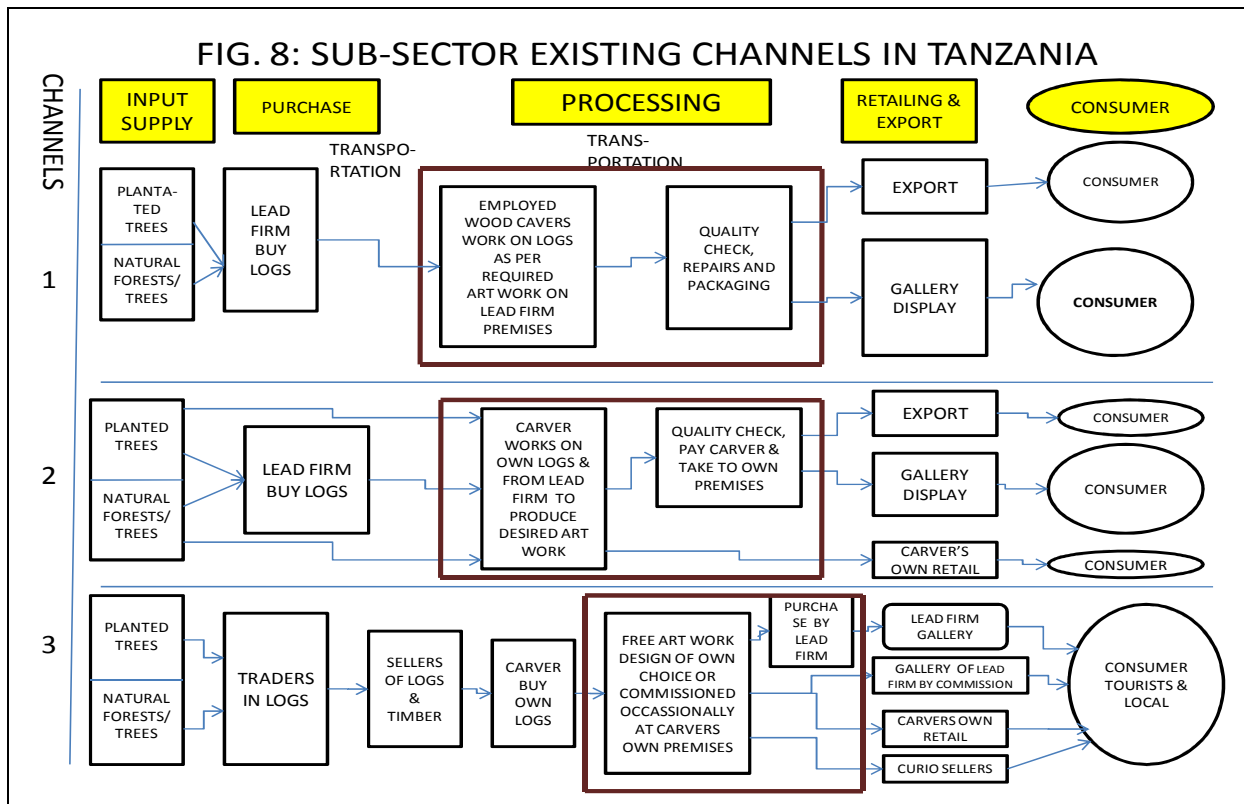 FIG. 8: SUB-SECTOR EXISTING CHANNELS IN TANZANIA
CHANNELS
INPUT
SUPPLY
PURCHASE
PROCESSING
RETAILING &
EXPORT
CONSUMER
TRANSPO-
RTATION
TRANS-
PORTATION
1
PLANTA-
TED
TREES
NATURAL
FORESTS/
TREES
LEAD
FIRM
BUY
LOGS
EMPLOYED
WOOD CAVERS
WORK ON LOGS
AS PER
REQUIRED
ART WORK ON
LEAD FIRM
PREMISES
QUALITY
CHECK,
REPAIRS AND
PACKAGING
EXPORT
CONSUMER
GALLERY
DISPLAY
CONSUMER
2
PLANTED
TREES
NATURAL
FORESTS/
TREES
LEAD FIRM
BUY LOGS
CARVER
WORKS ON
OWN LOGS &
FROM LEAD
FIRM TO
PRODUCE
DESIRED ART
WORK
QUALITY CHECK,
PAY CARVER &
TAKE TO OWN
PREMISES
EXPORT
CONSUMER
GALLERY
DISPLAY
CONSUMER
CARVER'S
OWN RETAIL
CONSUMER
3
PLANTED
TREES
NATURAL
FORESTS/
TREES
TRADERS
IN LOGS
SELLERS
OF LOGS
&
TIMBER
CARVER
BUY
OWN
LOGS
FREE ART WORK
DESIGN OF OWN
CHOICE OR
COMMISSIONED
OCCASSIONALLY
AT CARVERS
OWN PREMISES
PURCHA
SE BY
LEAD
FIRM
LEAD FIRM
GALLERY
GALLERY OF LEAD
FIRM BY COMMISSION
CARVERS OWN
RETAIL
CURIO SELLERS
CONSUMER
TOURISTS &
LOCAL